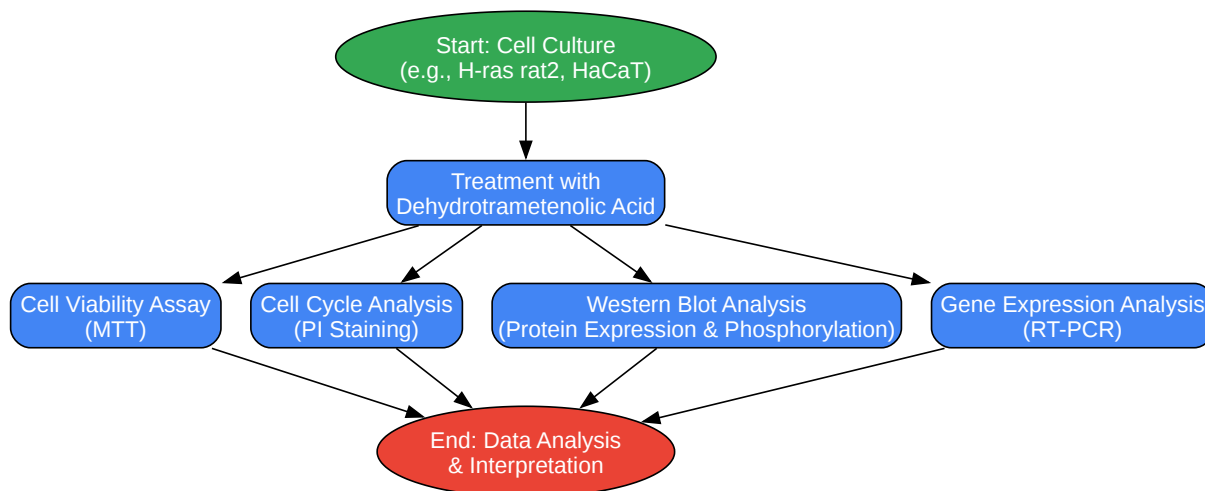 Start: Cell Culture
(e.g., H-ras rat2, HaCaT)
Treatment with
Dehydrotrametenolic Acid
Cell Viability Assay
(MTT)
Cell Cycle Analysis
(PI Staining)
Western Blot Analysis
(Protein Expression & Phosphorylation)
Gene Expression Analysis
(RT-PCR)
End: Data Analysis
& Interpretation